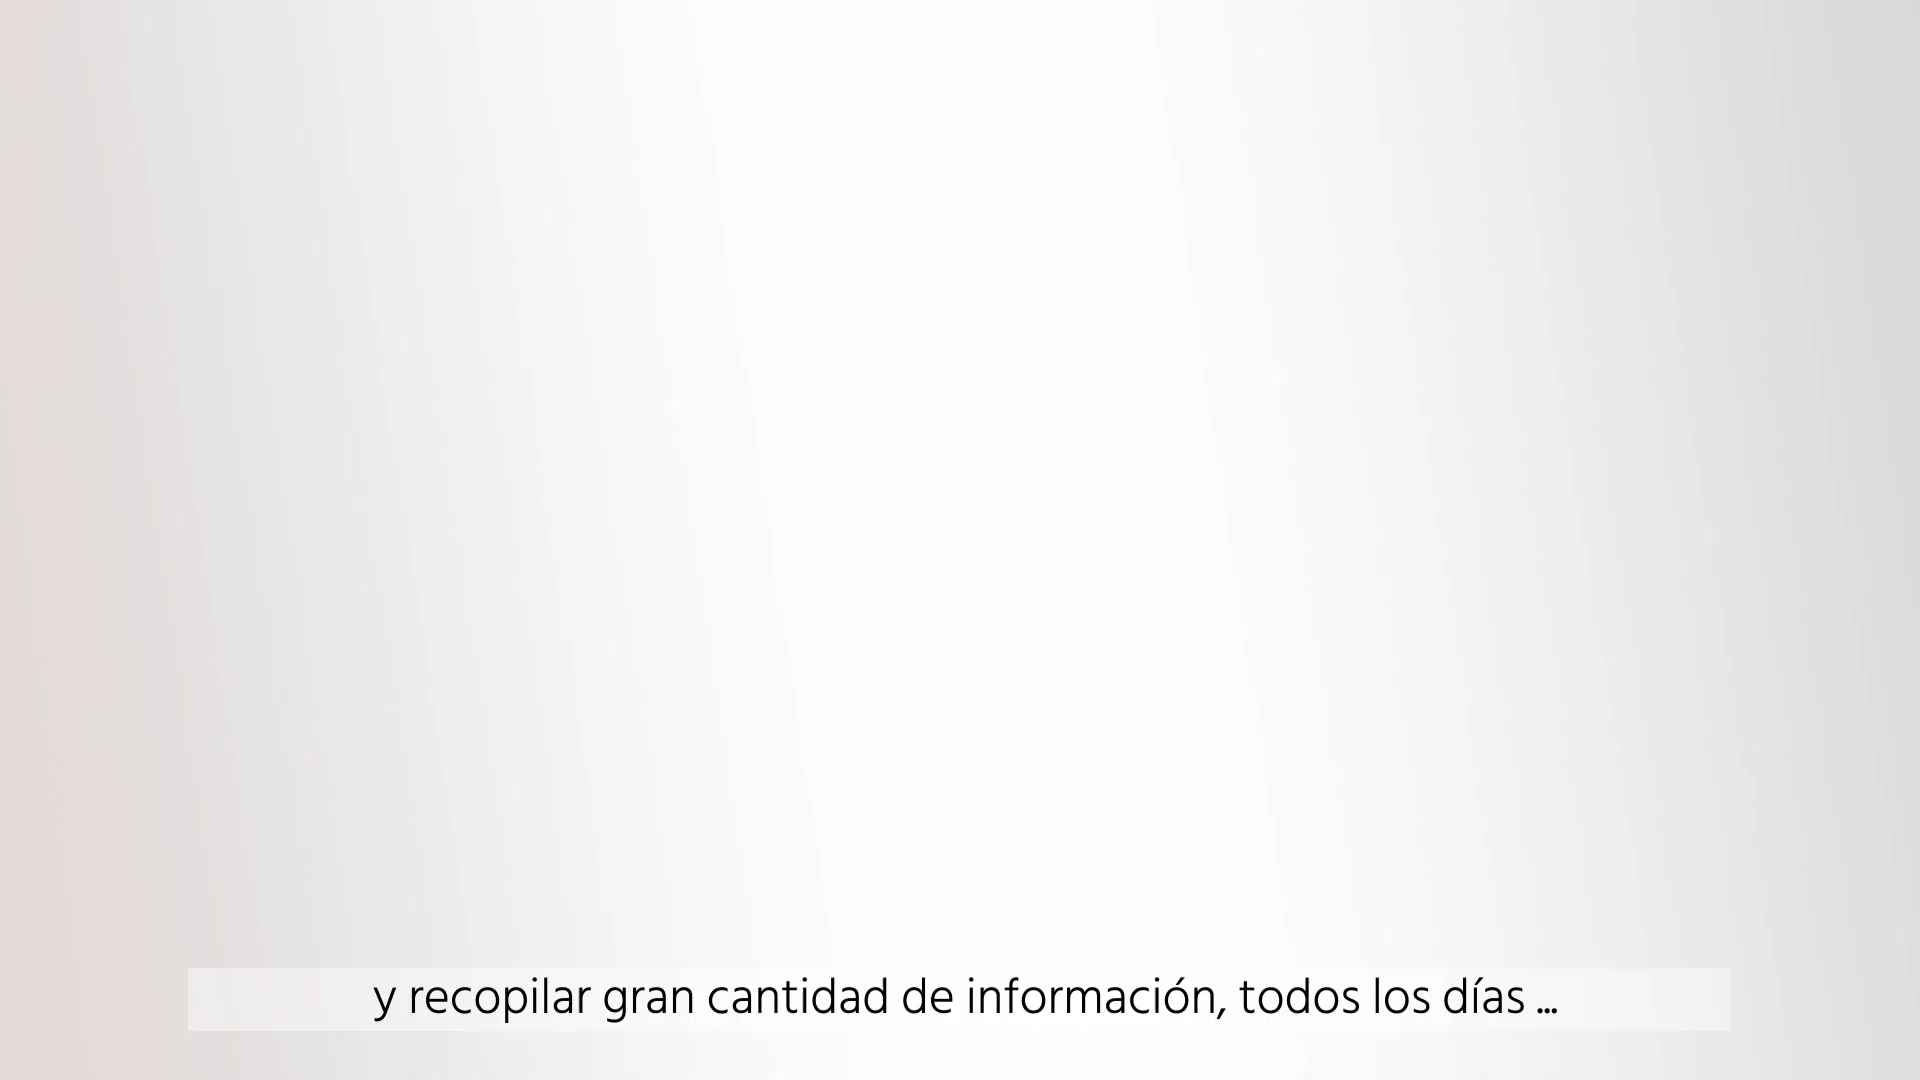 y recopilar gran cantidad de información, todos los días ...